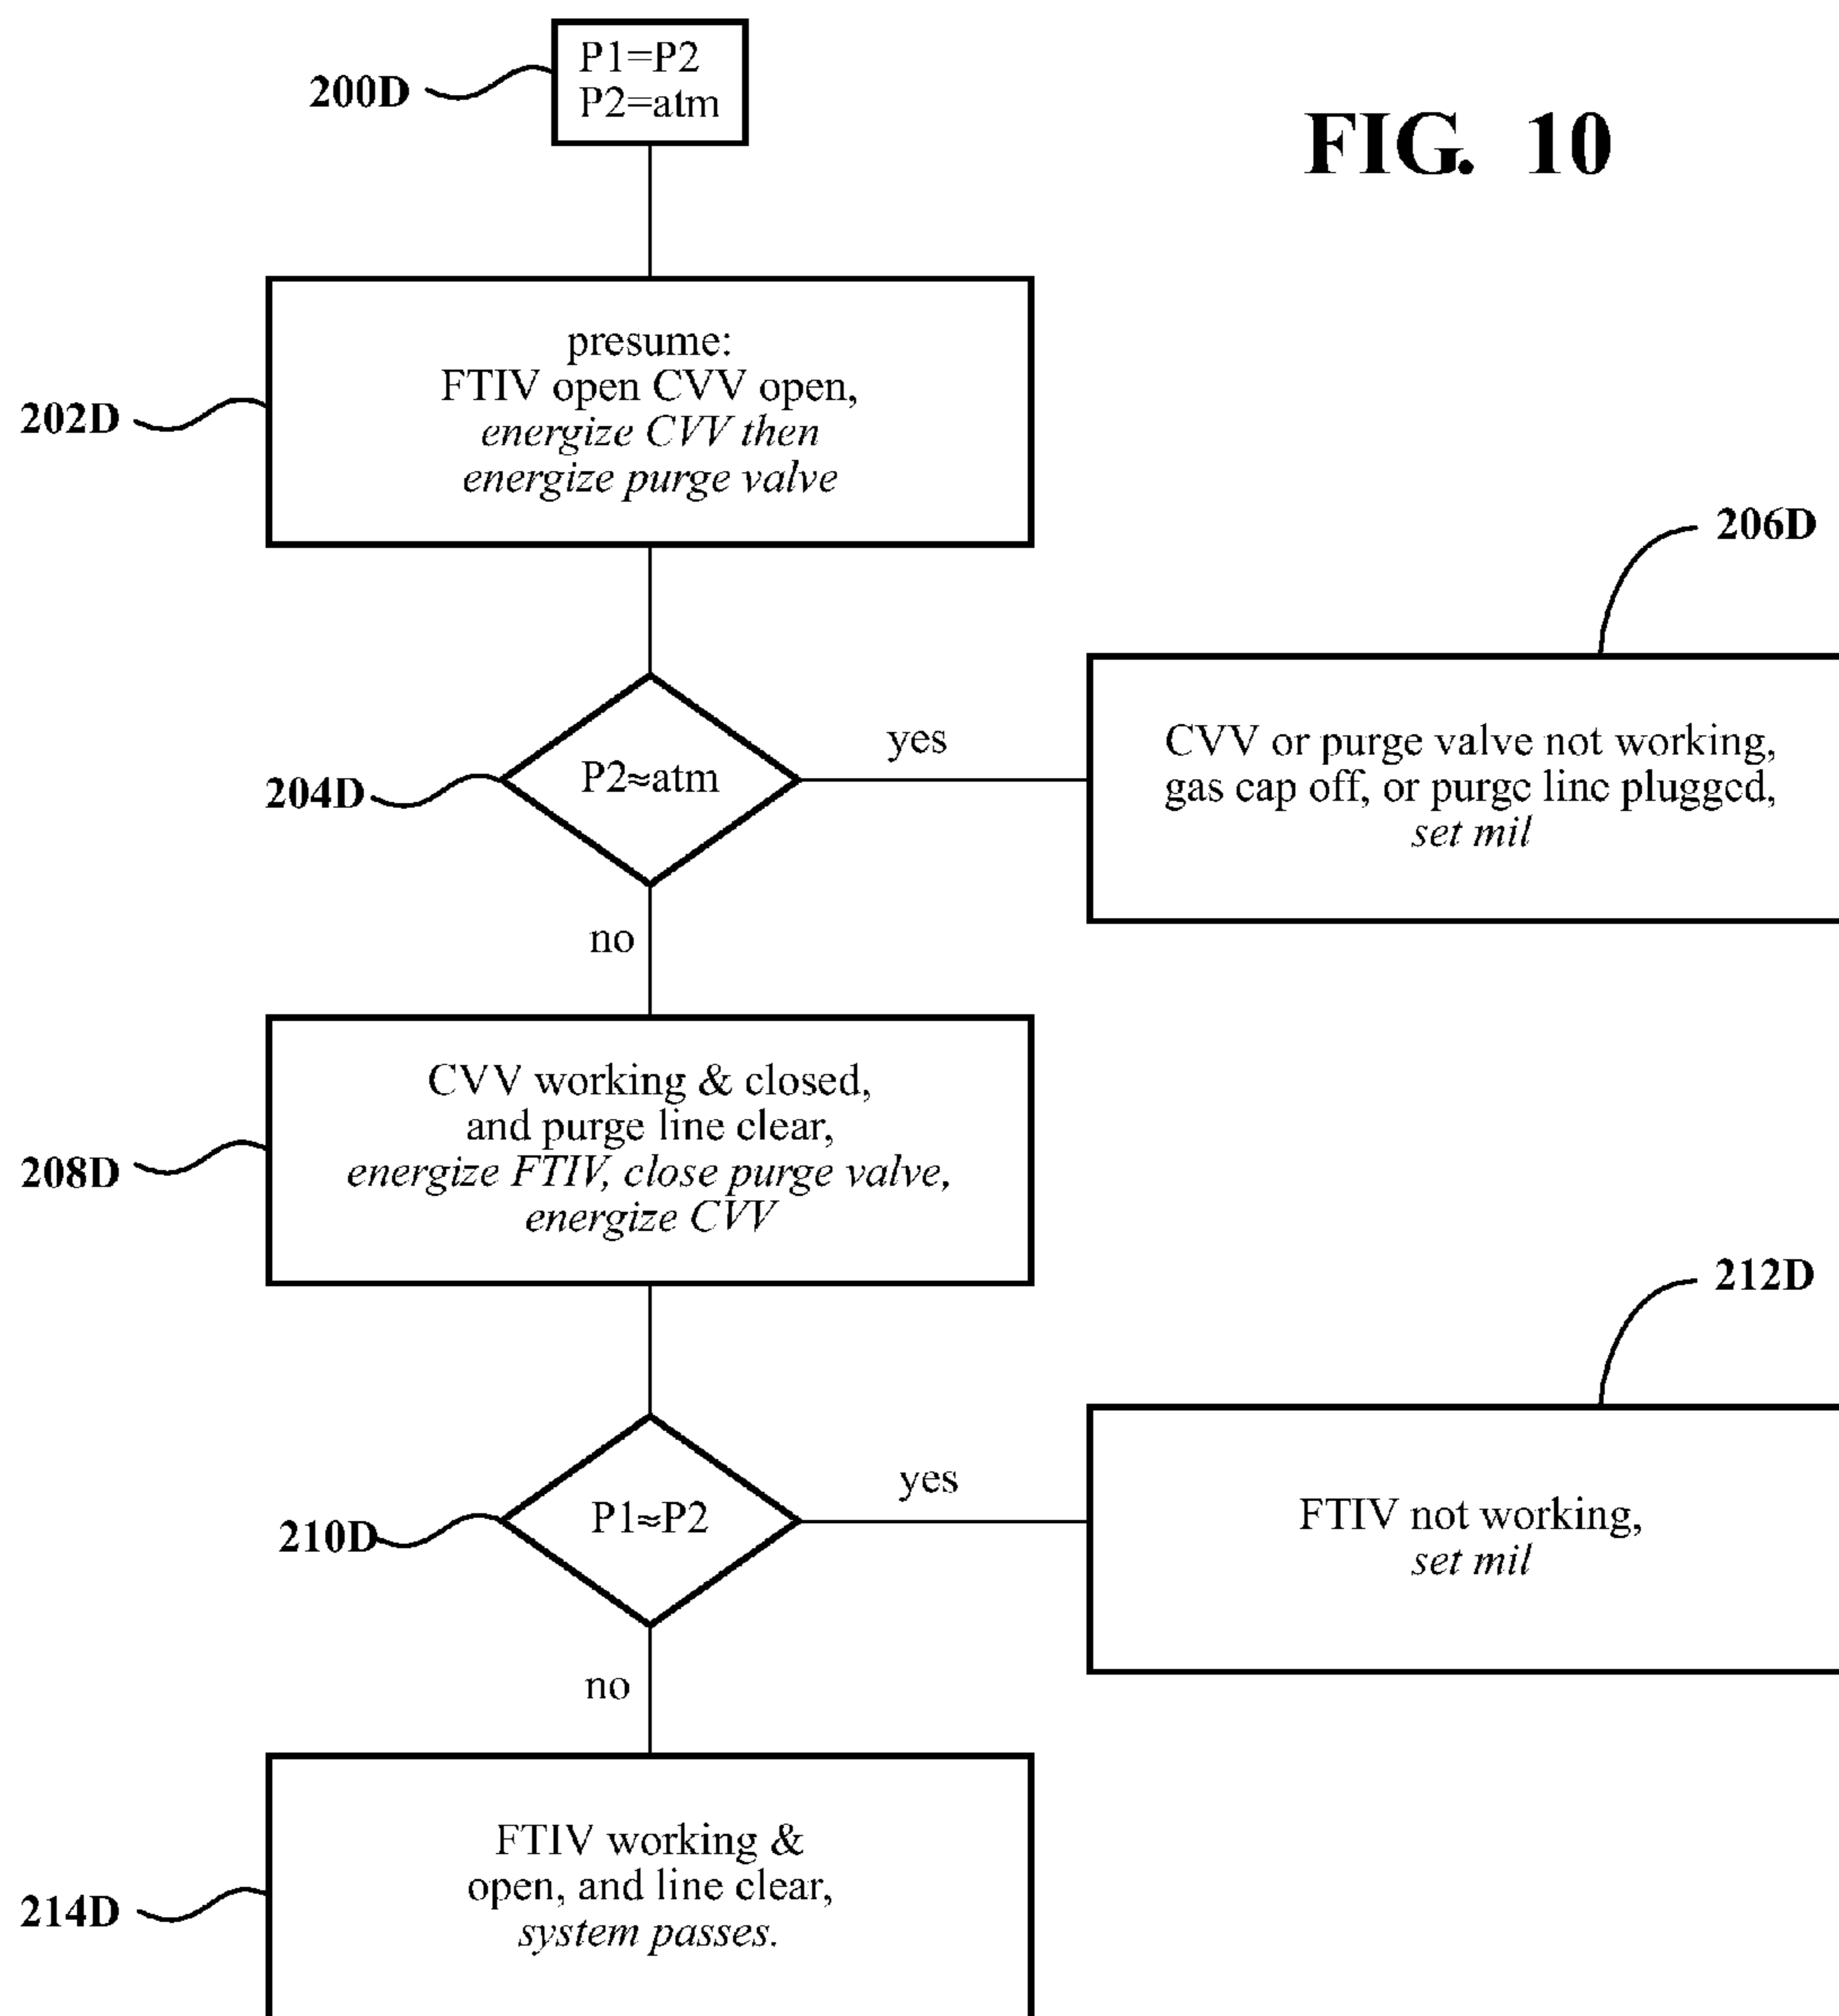 P1=P2
P2=atm
200D
FIG. 10
presume:
FTIV open CVV open,
energize CVV then
energize purge valve
202D
206D
P2≈atm
204D
yes
CVV or purge valve not working,
gas cap off, or purge line plugged,
set mil
no
CVV working & closed,
and purge line clear,
energize FTIV, close purge valve,
energize CVV
208D
212D
P1≈P2
210D
yes
FTIV not working,
set mil
no
FTIV working &
open, and line clear,
system passes.
214D